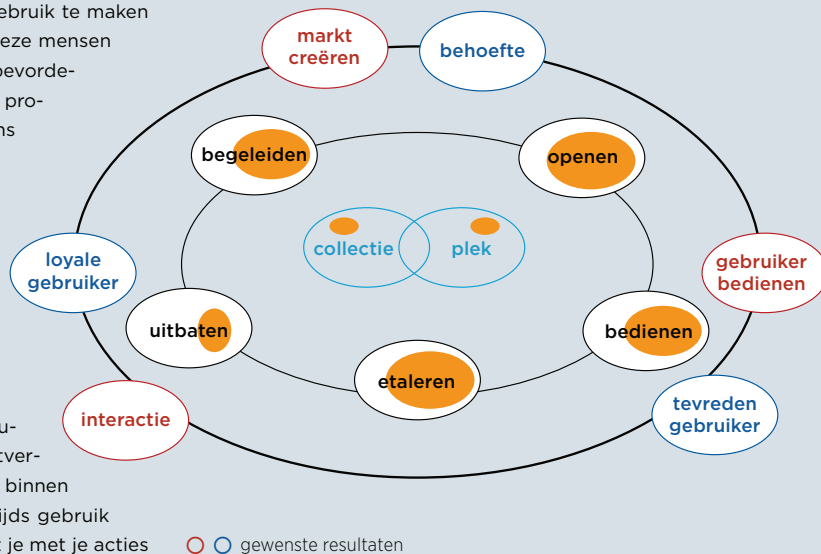 ebruik te maken
eze mensen
bevorde-
pro-
ns
markt
creëren
behoefte
begeleiden
openen
collectie
plek
loyale
gebruiker
gebruiker
bedienen
uitbaten
bedienen
etaleren
interactie
tevreden
gebruiker
u-
tver-
binnen
ijds gebruik
t je met je acties
gewenste resultaten